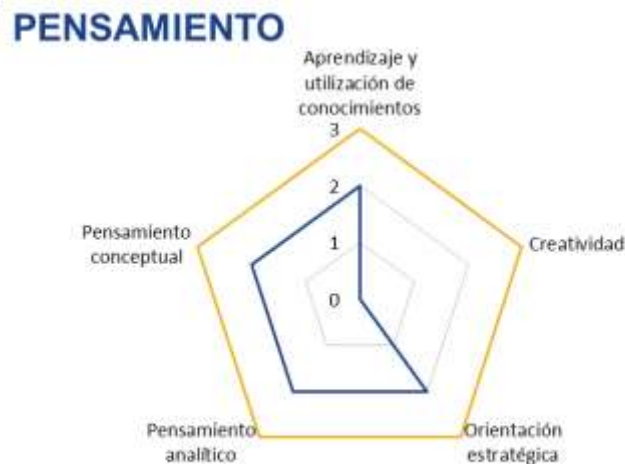 PENSAMIENTO
Aprendizaje y
utilización de
conocimientos
3
2
1
0
Pensamiento
conceptual
Creatividad
Pensamiento
analítico
Orientación
estratégica